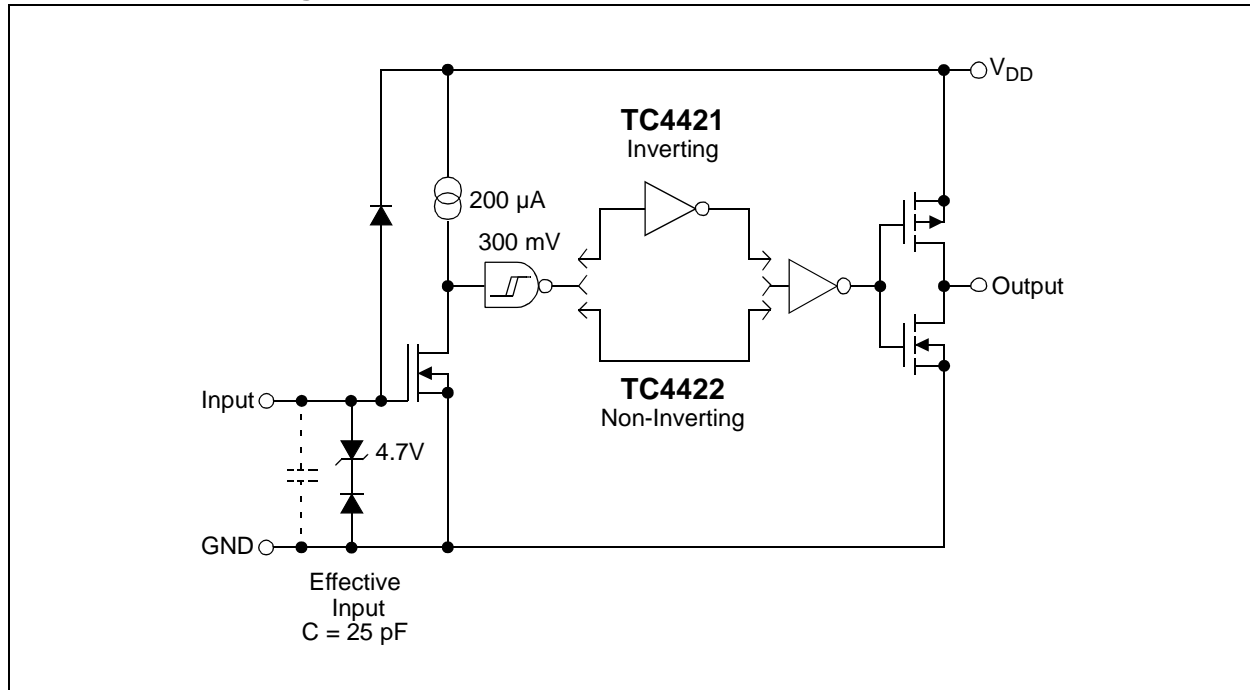 V_DD
TC4421
Inverting
200 µA
300 mV
Output
TC4422
Non-Inverting
Input
4.7V
GND
Effective
Input
C = 25 pF